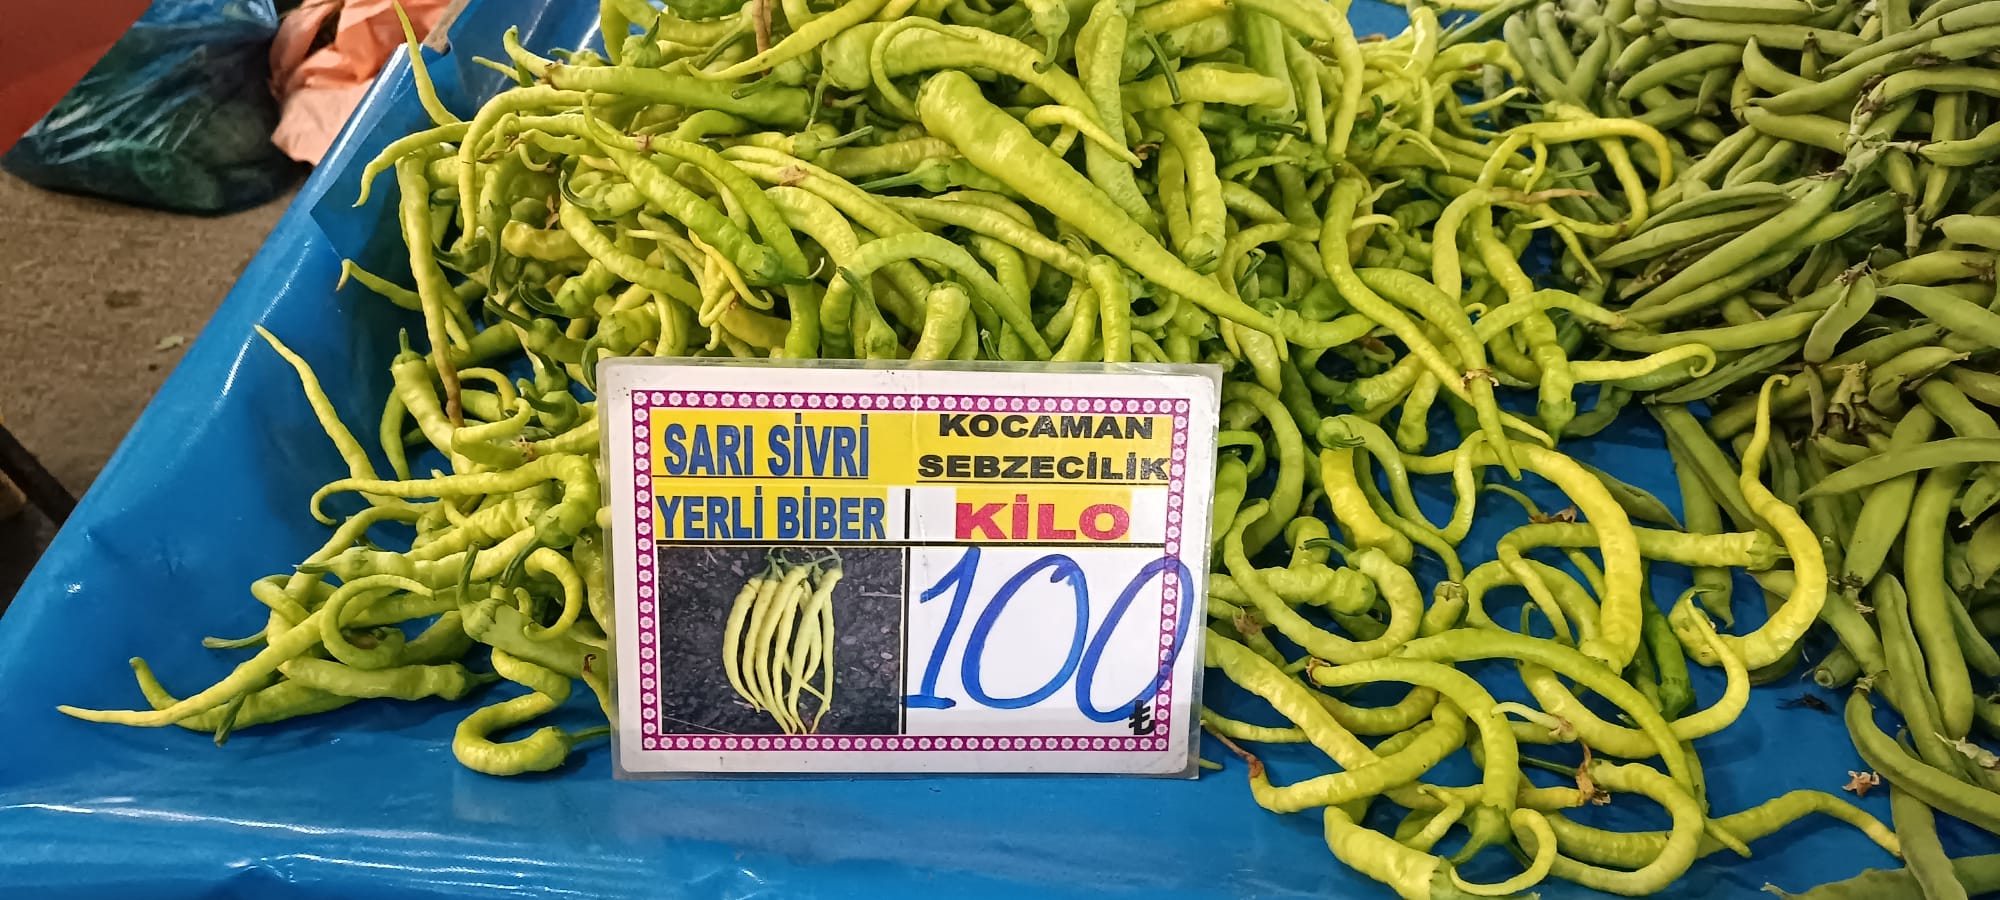 SARI SİVRİ
YERLİ BİBER
KOCAMAN
SEBZECİLİK
KİLO
100
₺